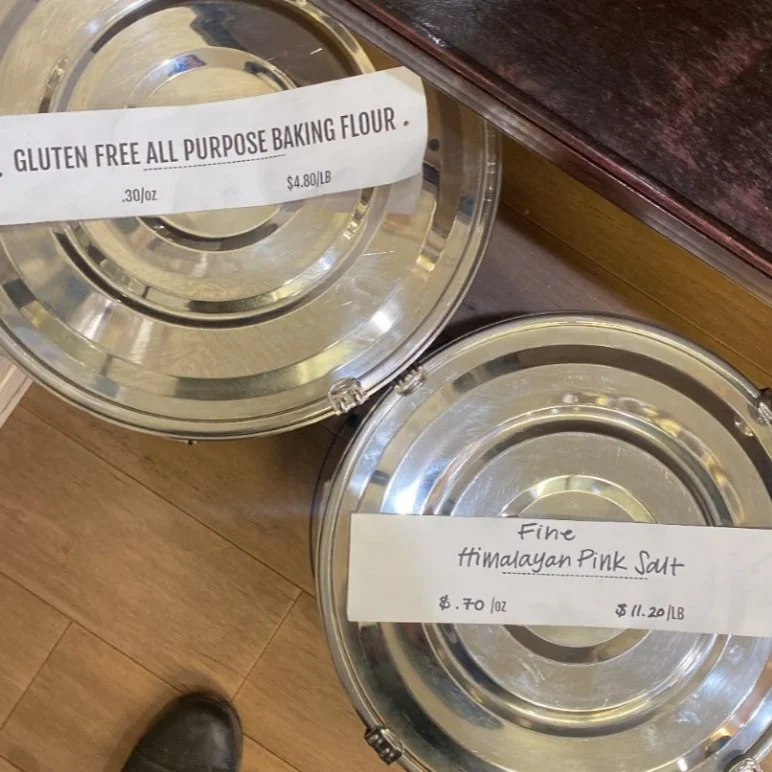 . GLUTEN FREE ALL PURPOSE BAKING FLOUR .
.30/oz $4.80/LB
Fine
Himalayan Pink Salt
$.70 /oz $11.20/LB